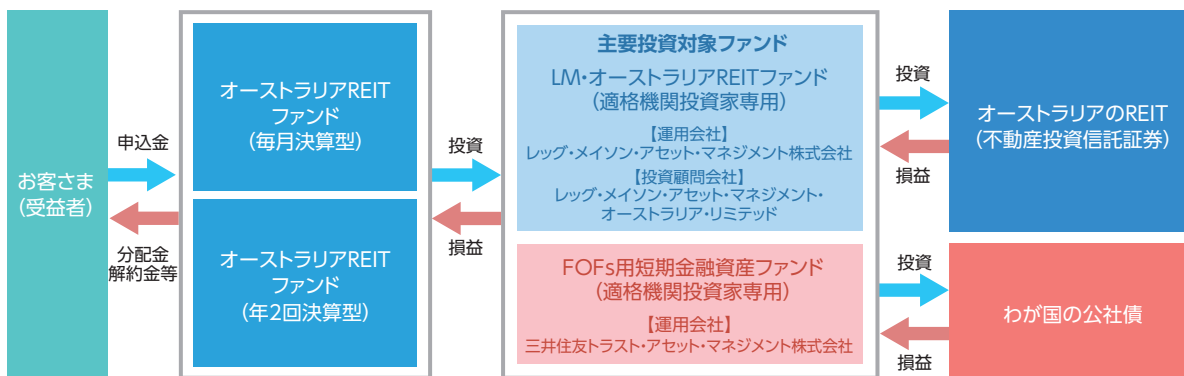 お客さま
(受益者)
申込金
分配金
解約金等
オーストラリアREIT
ファンド
(毎月決算型)
オーストラリアREIT
ファンド
(年2回決算型)
投資
損益
主要投資対象ファンド
LM・オーストラリアREITファンド
(適格機関投資家専用)
【運用会社】
レッグ・メイソン・アセット・マネジメント株式会社
【投資顧問会社】
レッグ・メイソン・アセット・マネジメント・
オーストラリア・リミテッド
FOFs用短期金融資産ファンド
(適格機関投資家専用)
【運用会社】
三井住友トラスト・アセット・マネジメント株式会社
投資
損益
オーストラリアのREIT
(不動産投資信託証券)
投資
損益
わが国の公社債